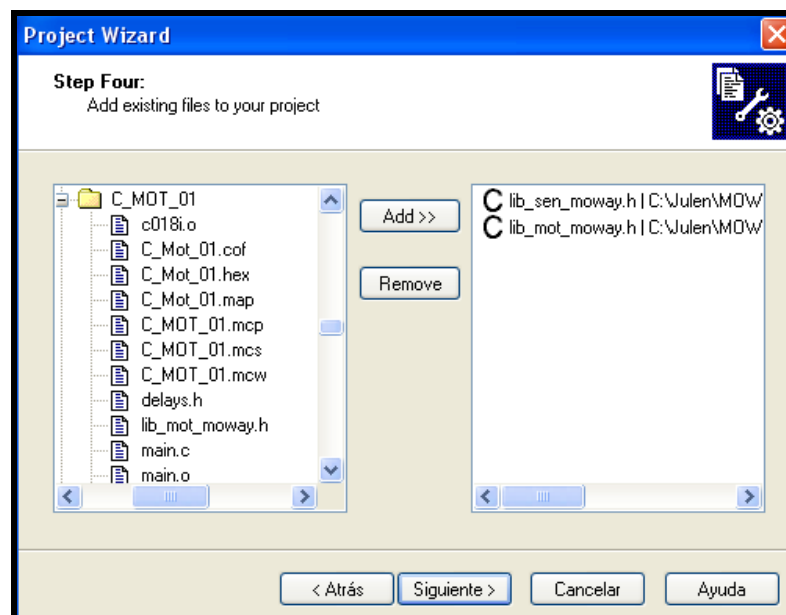 Project Wizard
Step Four:
Add existing files to your project
C_MOT_01
c018i.o
C_Mot_01.cof
C_Mot_01.hex
C_Mot_01.map
C_MOT_01.mcp
C_MOT_01.mcs
C_MOT_01.mcw
delays.h
lib_mot_moway.h
main.c
main.o
Add >>
Remove
C lib_sen_moway.h | C:\Julen\MOW
C lib_mot_moway.h | C:\Julen\MOW
< Atrás
Siguiente >
Cancelar
Ayuda